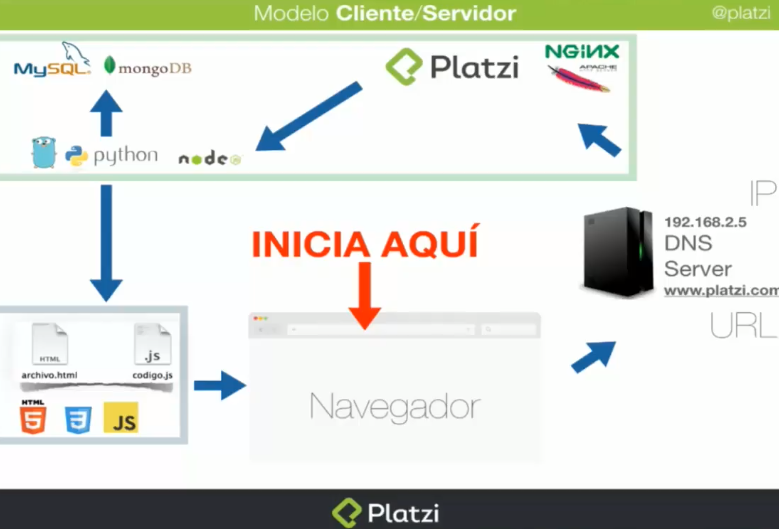 Modelo Cliente/Servidor
@platzi
MySQL
mongoDB
Platzi
NGiNX
APACHE
python
node
JS
IP
192.168.2.5
DNS
Server
www.platzi.com
URL
INICIA AQUÍ
HTML
.js
archivo.html
codigo.js
HTML
5
3
JS
Navegador
Platzi